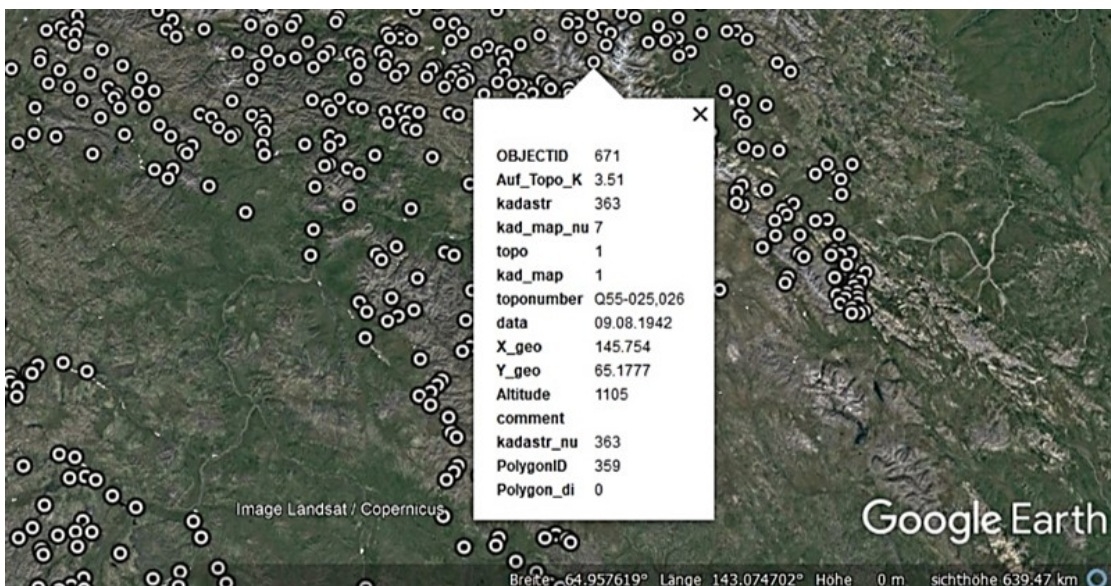 OBJECTID 671
Auf_Topo_K 3.51
kadastr 363
kad_map_nu 7
topo 1
kad_map 1
toponumber Q55-025,026
data 09.08.1942
X_geo 145.754
Y_geo 65.1777
Altitude 1105
comment
kadastr_nu 363
PolygonID 359
Polygon_di 0
Image Landsat / Copernicus
Google Earth
Breite 64.957619° Länge 143.074702° Höhe 0 m sichthöhe 639.47 km